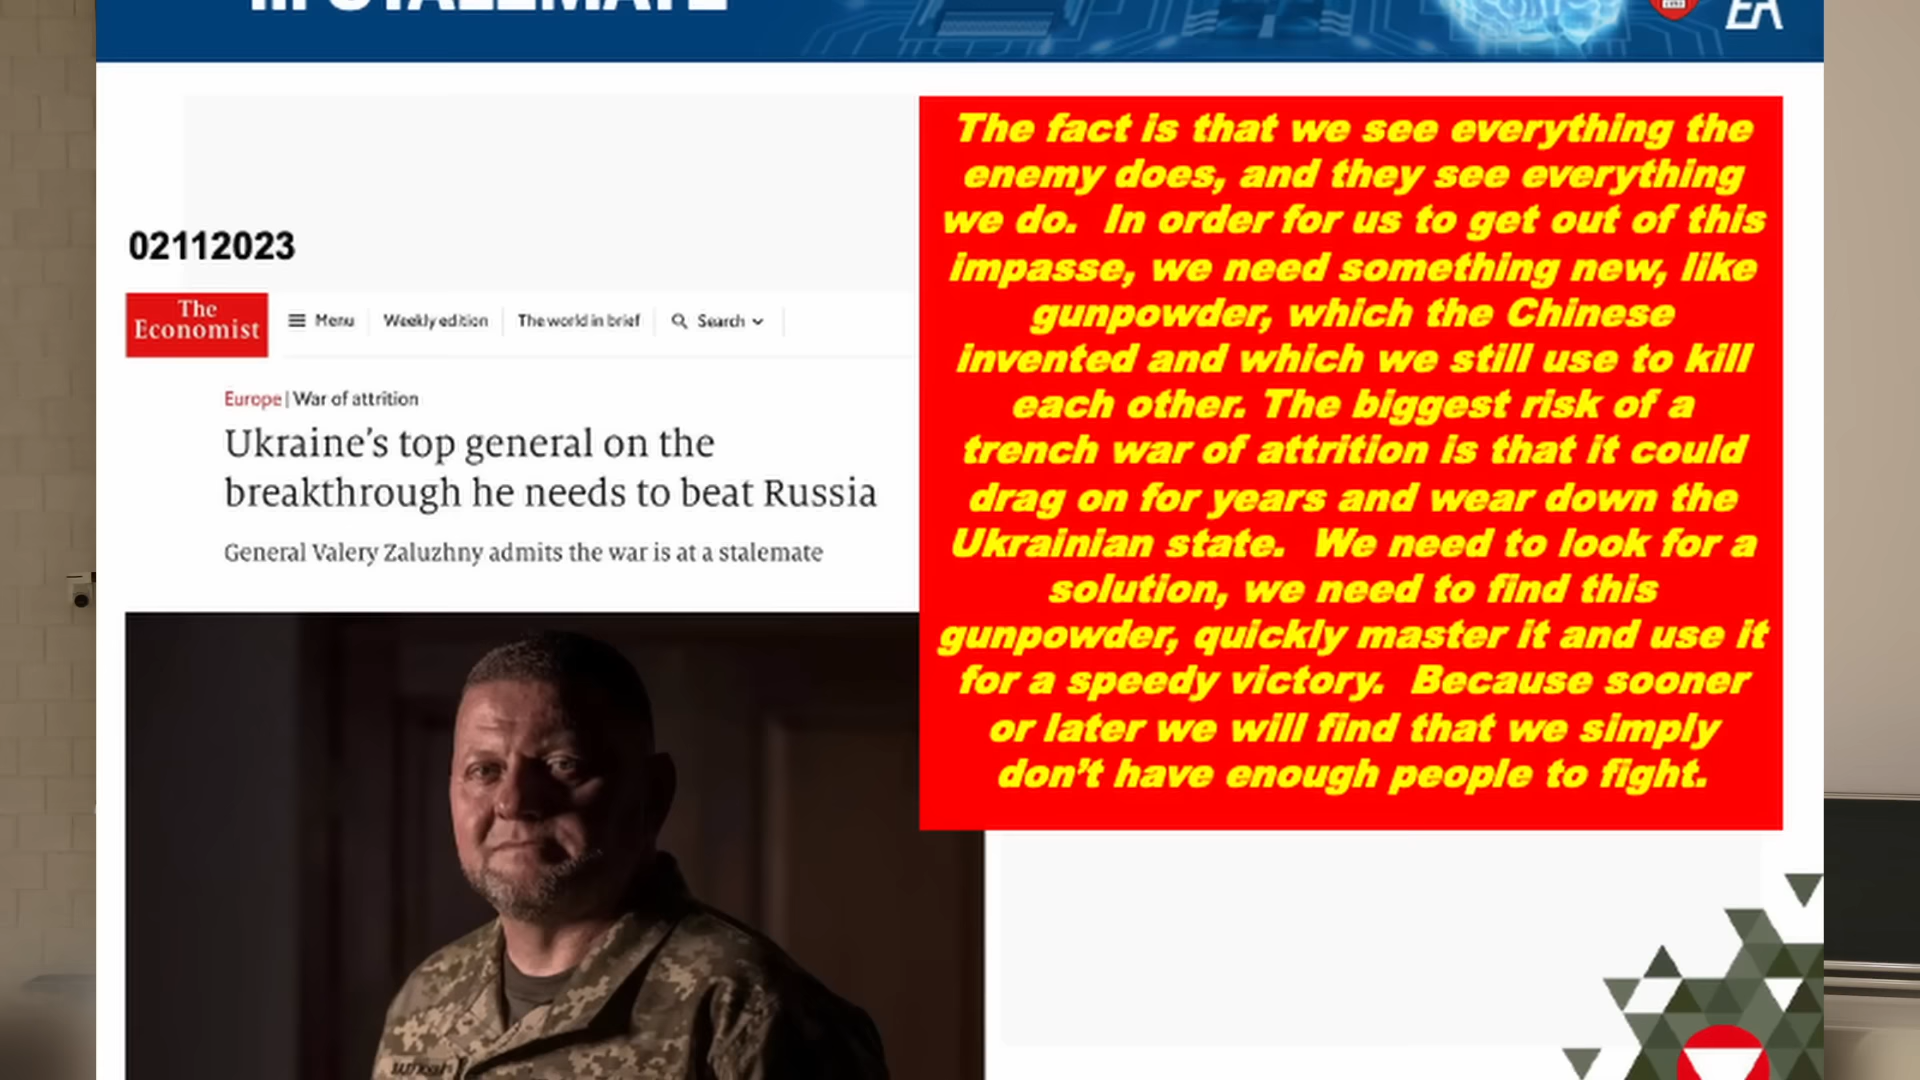 III STALEMATE
EA
02112023
The
Economist
Menu
Weekly edition
The world in brief
Search
Europe | War of attrition
Ukraine’s top general on the
breakthrough he needs to beat Russia
General Valery Zaluzhny admits the war is at a stalemate
The fact is that we see everything the
enemy does, and they see everything
we do.  In order for us to get out of this
impasse, we need something new, like
gunpowder, which the Chinese
invented and which we still use to kill
each other. The biggest risk of a
trench war of attrition is that it could
drag on for years and wear down the
Ukrainian state.  We need to look for a
solution, we need to find this
gunpowder, quickly master it and use it
for a speedy victory.  Because sooner
or later we will find that we simply
don’t have enough people to fight.